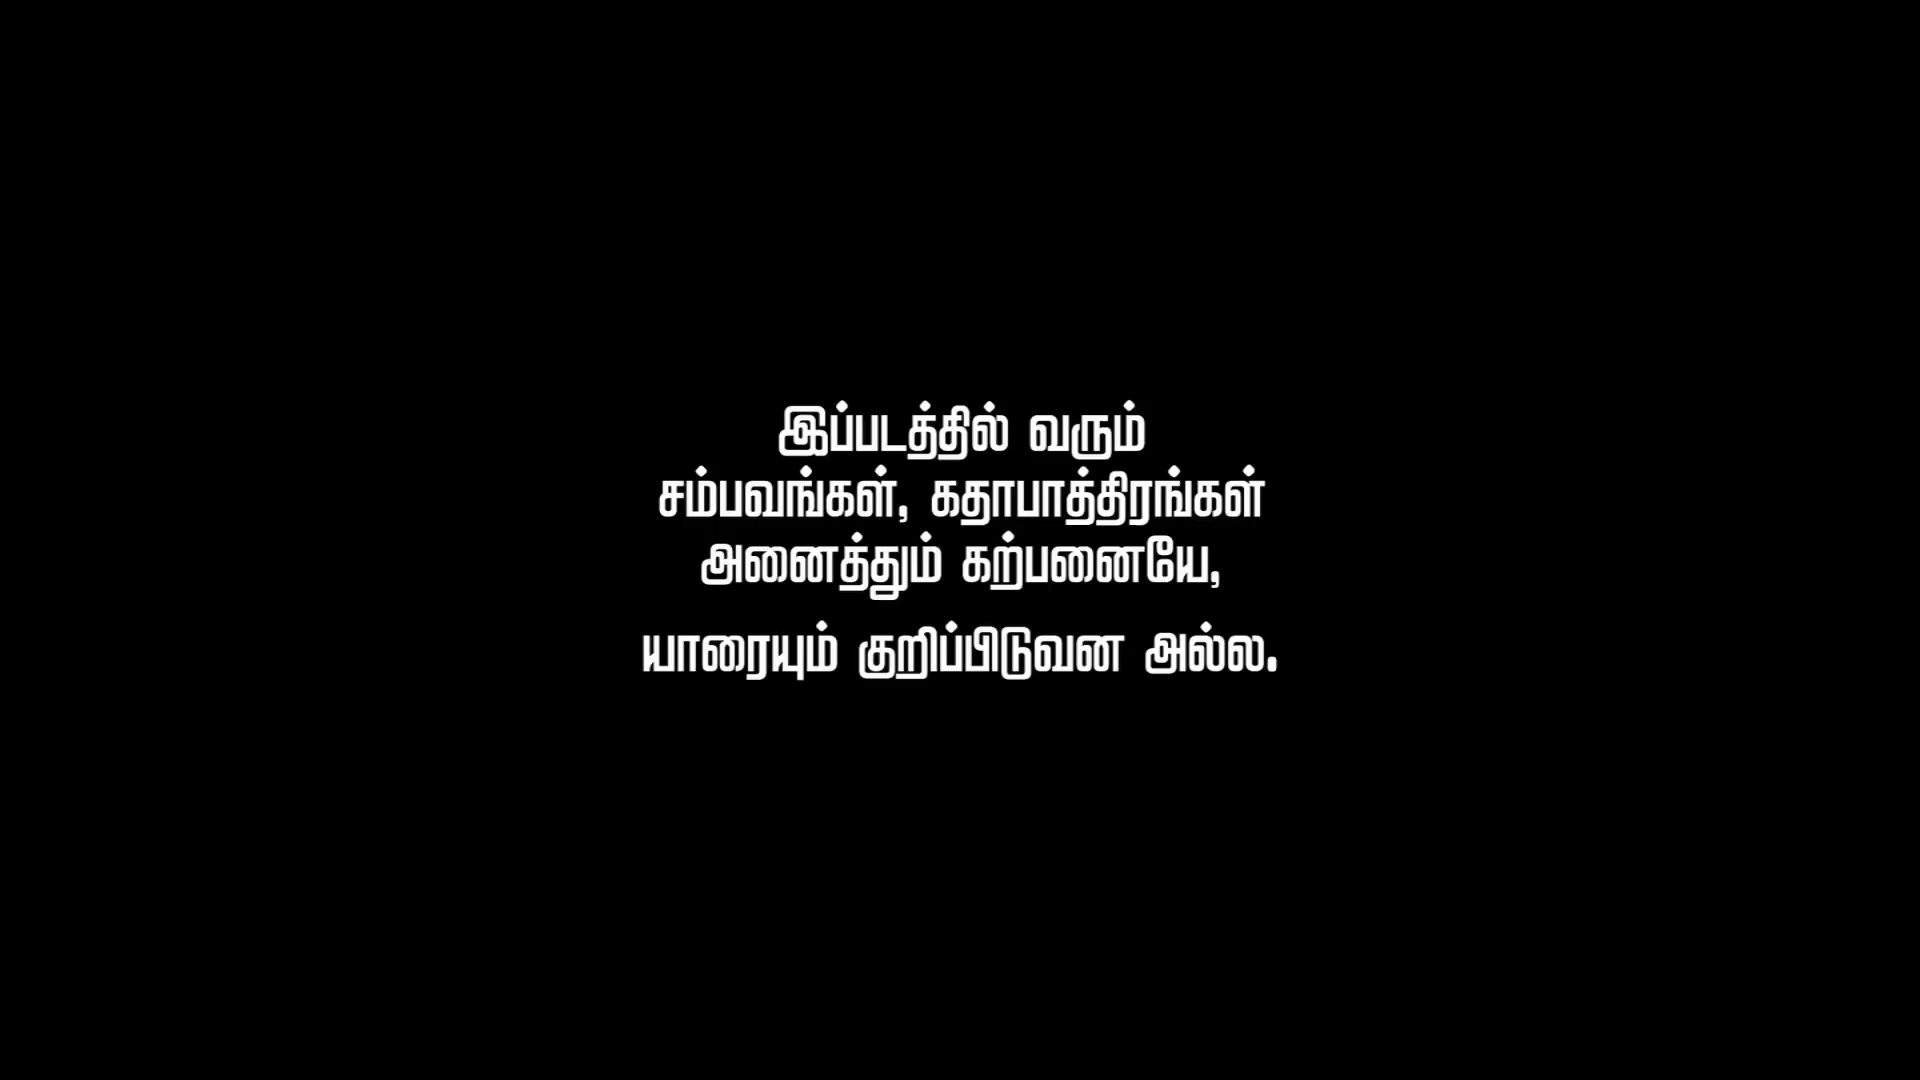 இப்படத்தில் வரும்
சம்பவங்கள், கதாபாத்திரங்கள்
அனைத்தும் கற்பனையே,
யாரையும் குறிப்பிடுவன அல்ல.